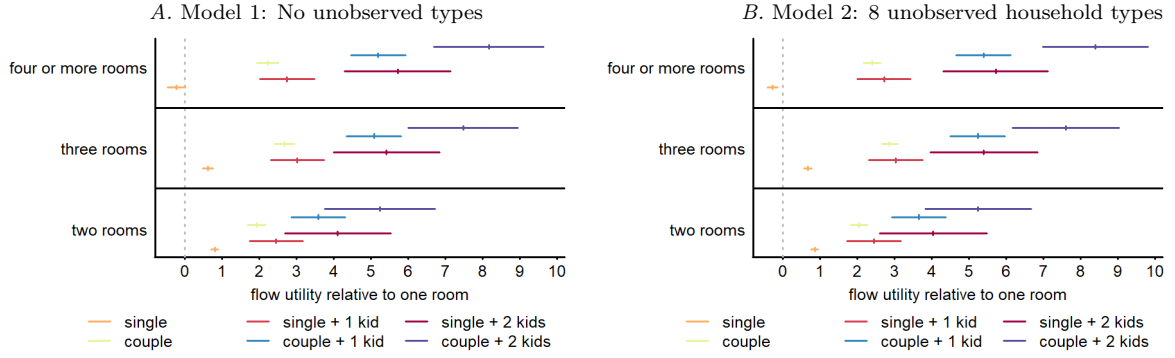 A. Model 1: No unobserved types
four or more rooms
three rooms
two rooms
0 1 2 3 4 5 6 7 8 9 10
flow utility relative to one room
single single + 1 kid single + 2 kids
couple couple + 1 kid couple + 2 kids
B. Model 2: 8 unobserved household types
four or more rooms
three rooms
two rooms
0 1 2 3 4 5 6 7 8 9 10
flow utility relative to one room
single single + 1 kid single + 2 kids
couple couple + 1 kid couple + 2 kids